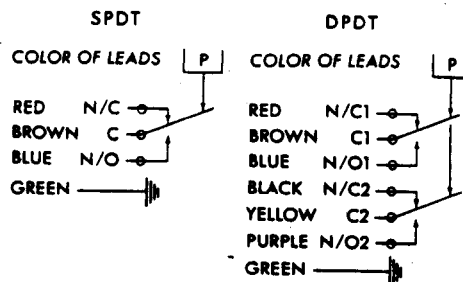 SPDT
COLOR OF LEADS P
RED N/C
BROWN C
BLUE N/O
GREEN
DPDT
COLOR OF LEADS P
RED N/C1
BROWN C1
BLUE N/O1
BLACK N/C2
YELLOW C2
PURPLE N/O2
GREEN